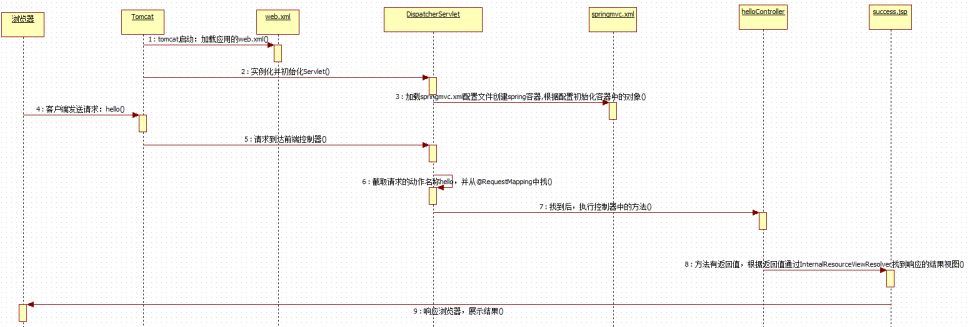 浏览器
Tomcat
web.xml
DispatcherServlet
springmvc.xml
helloController
success.jsp
1 : tomcat启动：加载应用的web.xml()
2 : 实例化并初始化Servlet()
3 : 加载springmvc.xml配置文件创建spring容器,根据配置初始化容器中的对象()
4 : 客户端发送请求：hello()
5 : 请求到达前端控制器()
6 : 截取请求的动作名称hello，并从@RequestMapping中找()
7 : 找到后，执行控制器中的方法()
8 : 方法有返回值，根据返回值通过InternalResourceViewResolver找到响应的结果视图()
9 : 响应浏览器，展示结果()